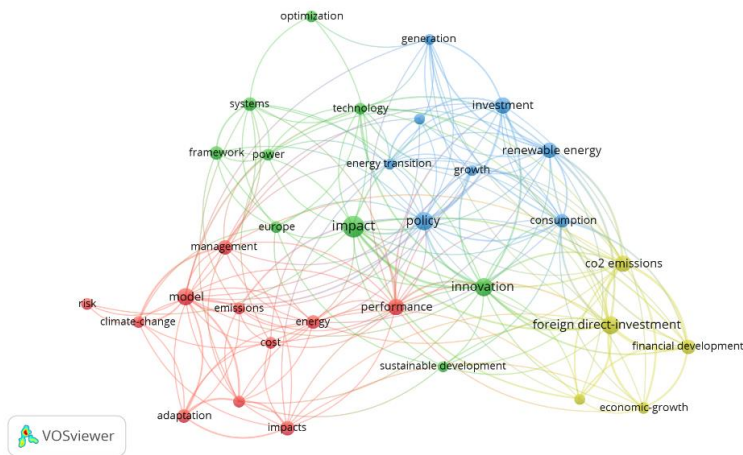 optimization
generation
systems
technology
investment
framework
power
energy transition
growth
renewable energy
europe
impact
policy
consumption
management
co2 emissions
innovation
risk
model
climate-change
emissions
energy
performance
foreign direct-investment
cost
financial development
sustainable development
adaptation
impacts
economic-growth
VOSviewer